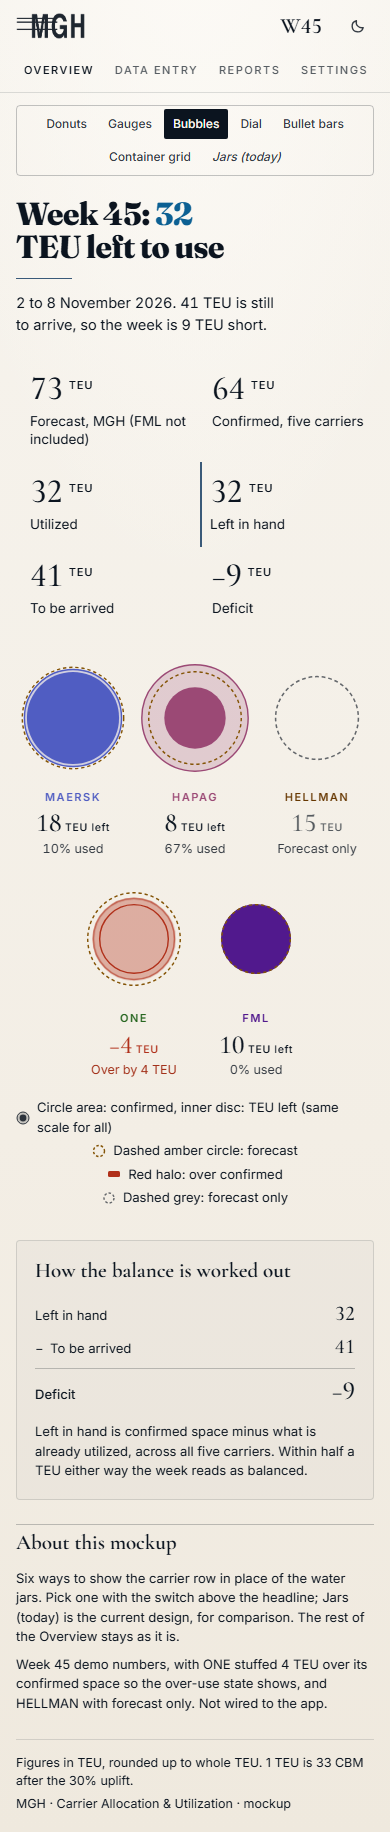 MGH
W45
OVERVIEW DATA ENTRY REPORTS SETTINGS
Donuts Gauges Bubbles Dial Bullet bars
Container grid Jars (today)
Week 45: 32
TEU left to use
2 to 8 November 2026. 41 TEU is still
to arrive, so the week is 9 TEU short.
73 TEU
Forecast, MGH (FML not
included)
64 TEU
Confirmed, five carriers
32 TEU
Utilized
32 TEU
Left in hand
41 TEU
To be arrived
−9 TEU
Deficit
MAERSK
18 TEU left
10% used
HAPAG
8 TEU left
67% used
HELLMAN
15 TEU
Forecast only
ONE
−4 TEU
Over by 4 TEU
FML
10 TEU left
0% used
Circle area: confirmed, inner disc: TEU left (same
scale for all)
Dashed amber circle: forecast
Red halo: over confirmed
Dashed grey: forecast only
How the balance is worked out
Left in hand 32
− To be arrived 41
Deficit −9
Left in hand is confirmed space minus what is
already utilized, across all five carriers. Within half a
TEU either way the week reads as balanced.
About this mockup
Six ways to show the carrier row in place of the water
jars. Pick one with the switch above the headline; Jars
(today) is the current design, for comparison. The rest of
the Overview stays as it is.
Week 45 demo numbers, with ONE stuffed 4 TEU over its
confirmed space so the over-use state shows, and
HELLMAN with forecast only. Not wired to the app.
Figures in TEU, rounded up to whole TEU. 1 TEU is 33 CBM
after the 30% uplift.
MGH · Carrier Allocation & Utilization · mockup